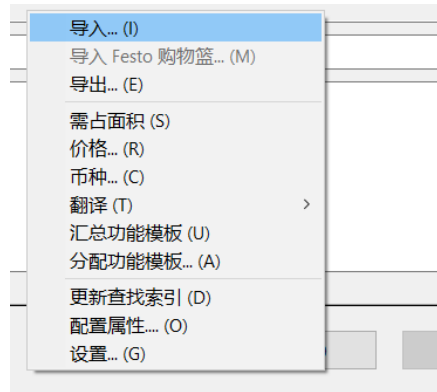 导入... (I)
导入 Festo 购物篮... (M)
导出... (E)
需占面积 (S)
价格... (R)
币种... (C)
翻译 (T)
汇总功能模板 (U)
分配功能模板... (A)
更新查找索引 (D)
配置属性.... (O)
设置... (G)